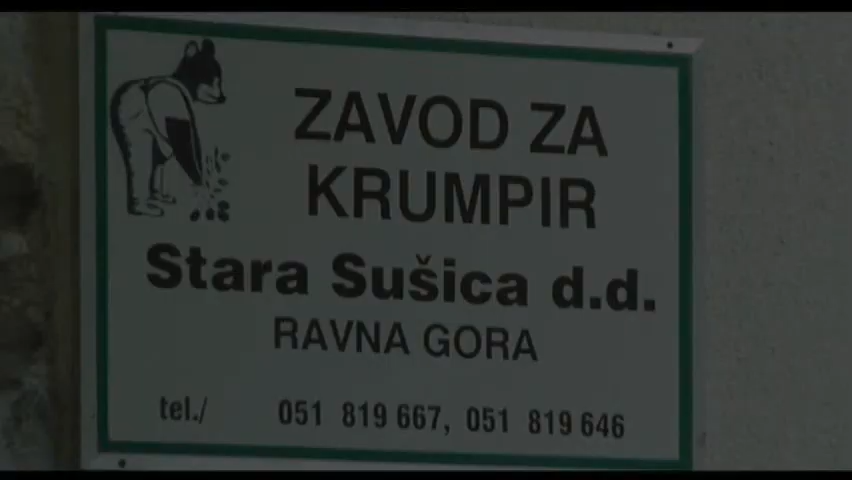 ZAVOD ZA
KRUMPIR
Stara Sušica d.d.
RAVNA GORA
tel./ 051 819 667, 051 819 646